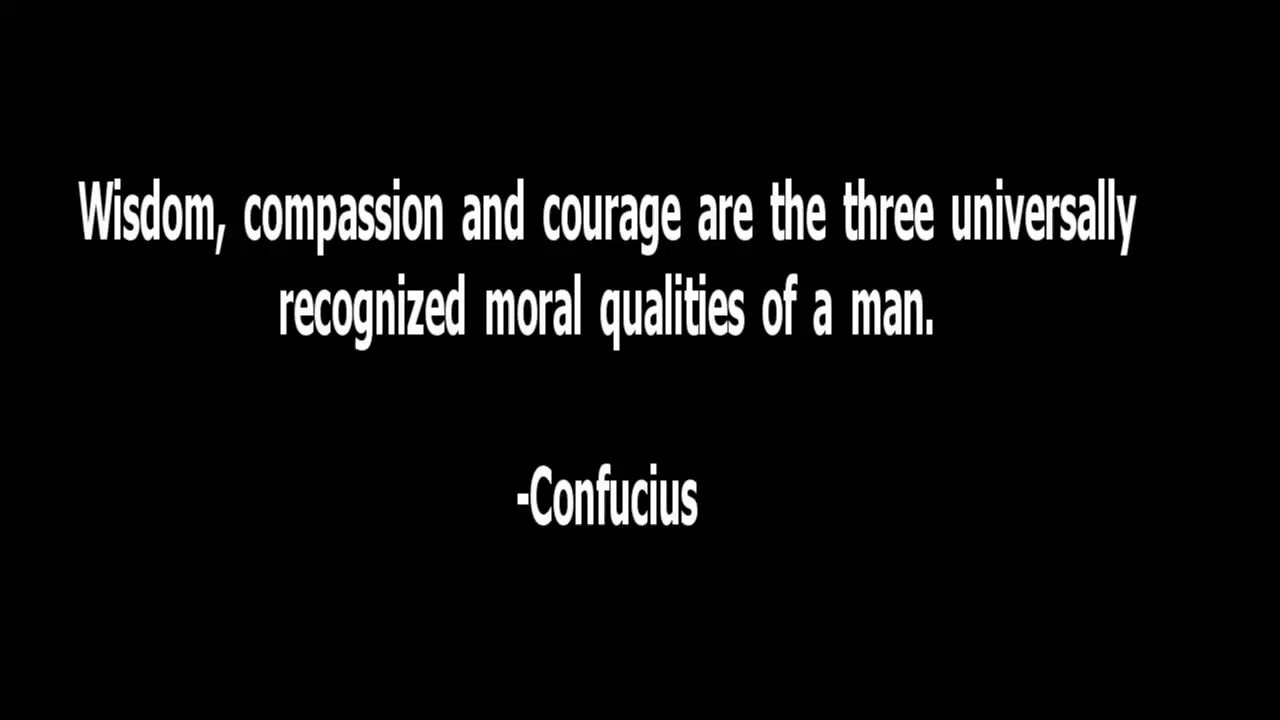 Wisdom, compassion and courage are the three universally
recognized moral qualities of a man.
-Confucius